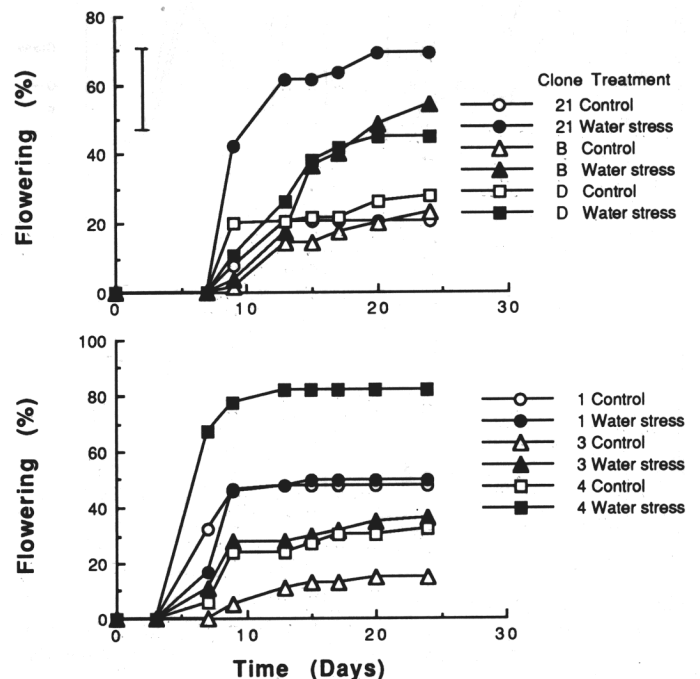 80
60
40
20
0
Flowering (%)
0 10 20 30
Clone Treatment
21 Control
21 Water stress
B Control
B Water stress
D Control
D Water stress
100
80
60
40
20
0
Flowering (%)
0 10 20 30
Time (Days)
1 Control
1 Water stress
3 Control
3 Water stress
4 Control
4 Water stress